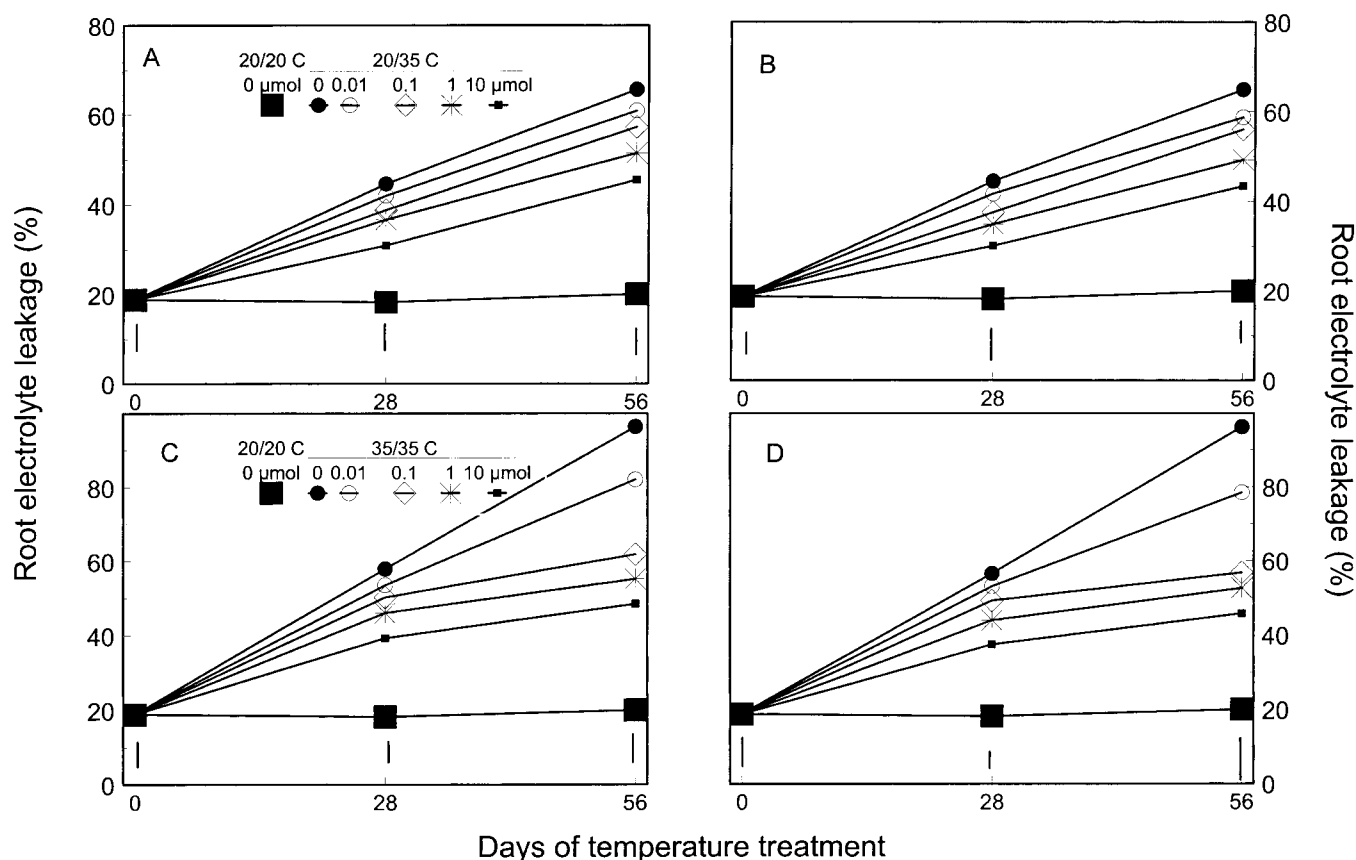 80
60
40
20
0
A
20/20 C 20/35 C
0 µmol 0 0.01 0.1 1 10 µmol
0 28 56
B
80
60
40
20
0
0 28 56
80
60
40
20
0
C
20/20 C 35/35 C
0 µmol 0 0.01 0.1 1 10 µmol
0 28 56
D
80
60
40
20
0
0 28 56
Root electrolyte leakage (%)
Root electrolyte leakage (%)
Days of temperature treatment